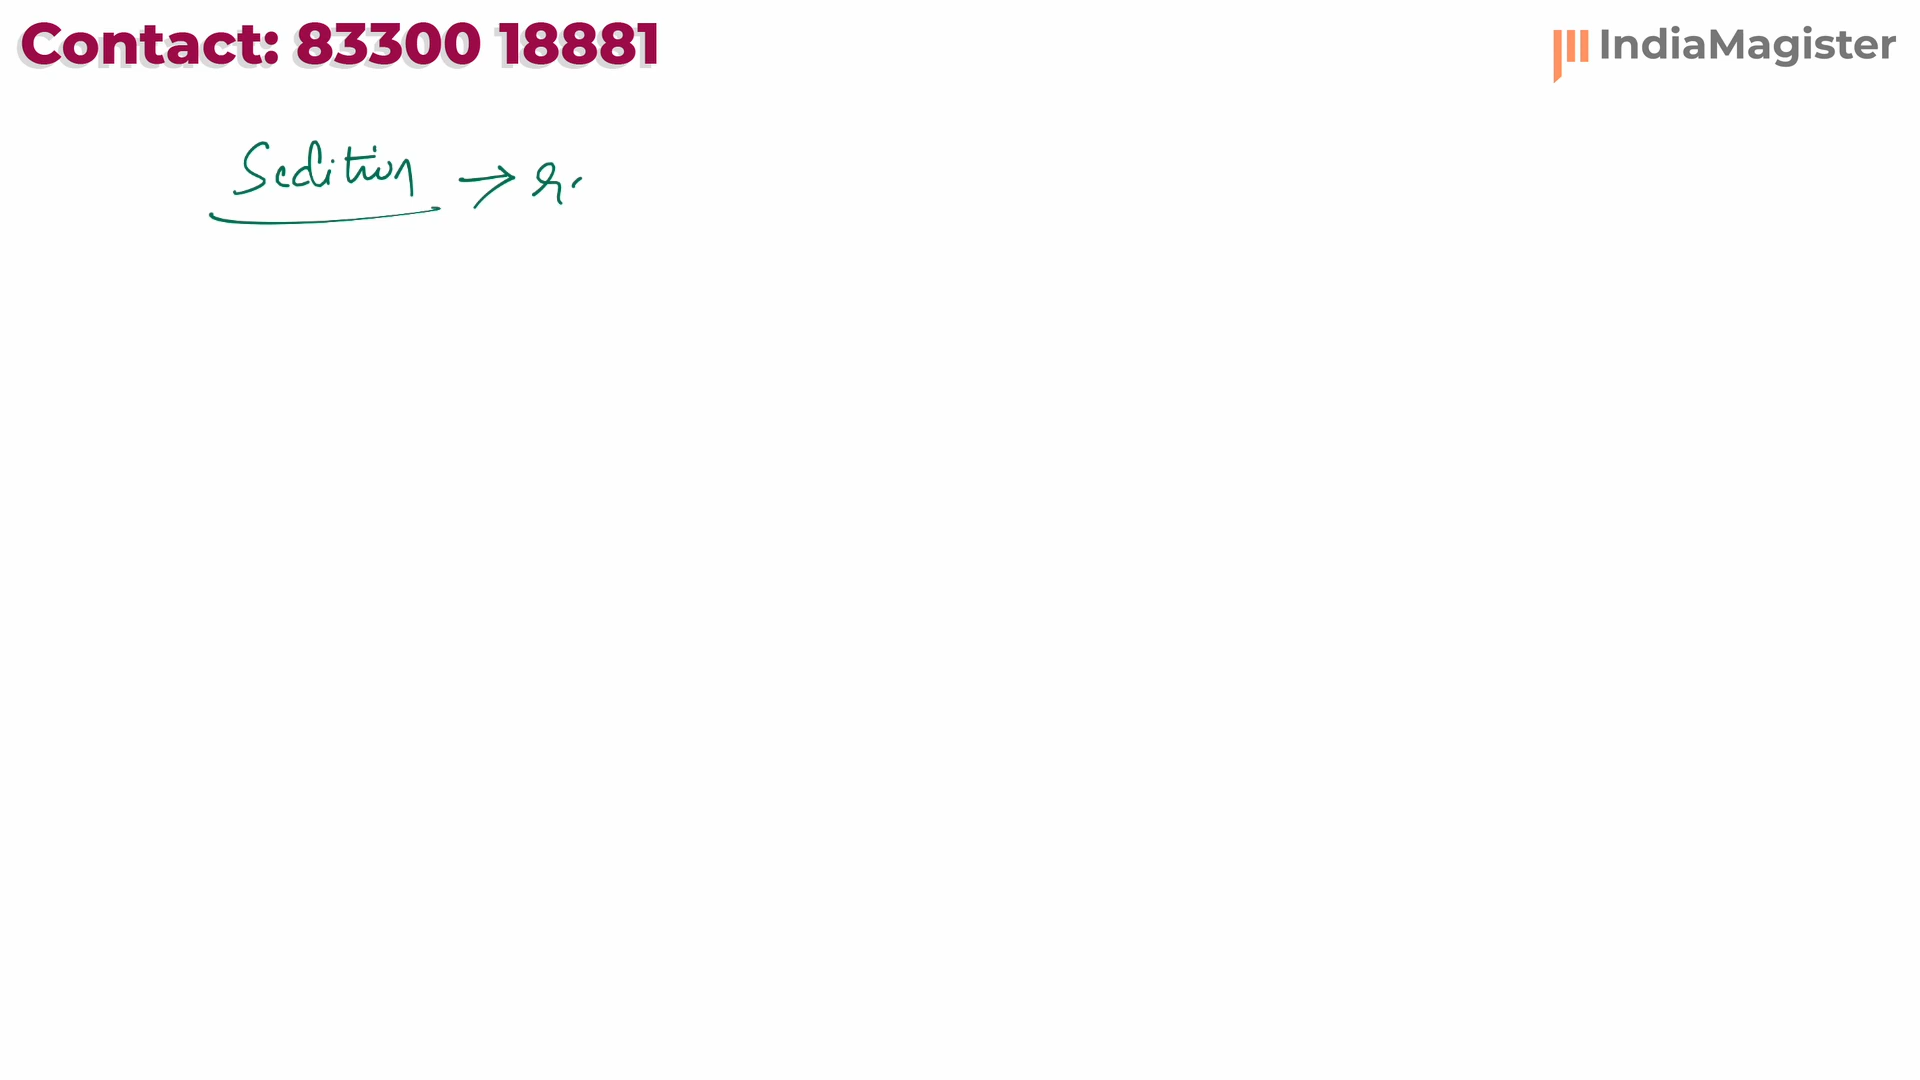 Contact: 83300 18881
IndiaMagister
Sedition →